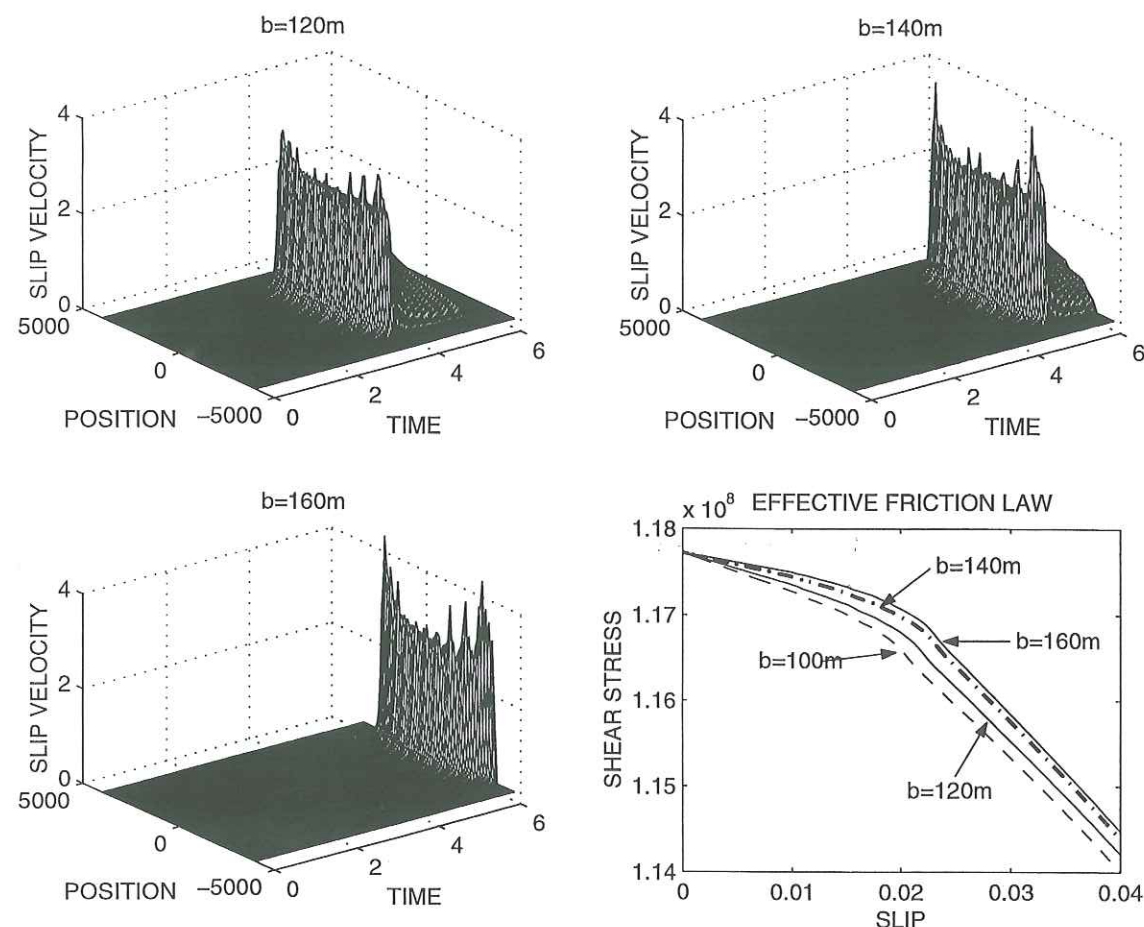 b=120m
SLIP VELOCITY
4
2
0
5000
0
-5000
POSITION
0
2
4
6
TIME
b=140m
SLIP VELOCITY
4
2
0
5000
0
-5000
POSITION
0
2
4
6
TIME
b=160m
SLIP VELOCITY
4
2
0
5000
0
-5000
POSITION
0
2
4
6
TIME
x 10^8 EFFECTIVE FRICTION LAW
SHEAR STRESS
1.18
1.17
1.16
1.15
1.14
b=140m
b=160m
b=100m
b=120m
0
0.01
0.02
0.03
0.04
SLIP